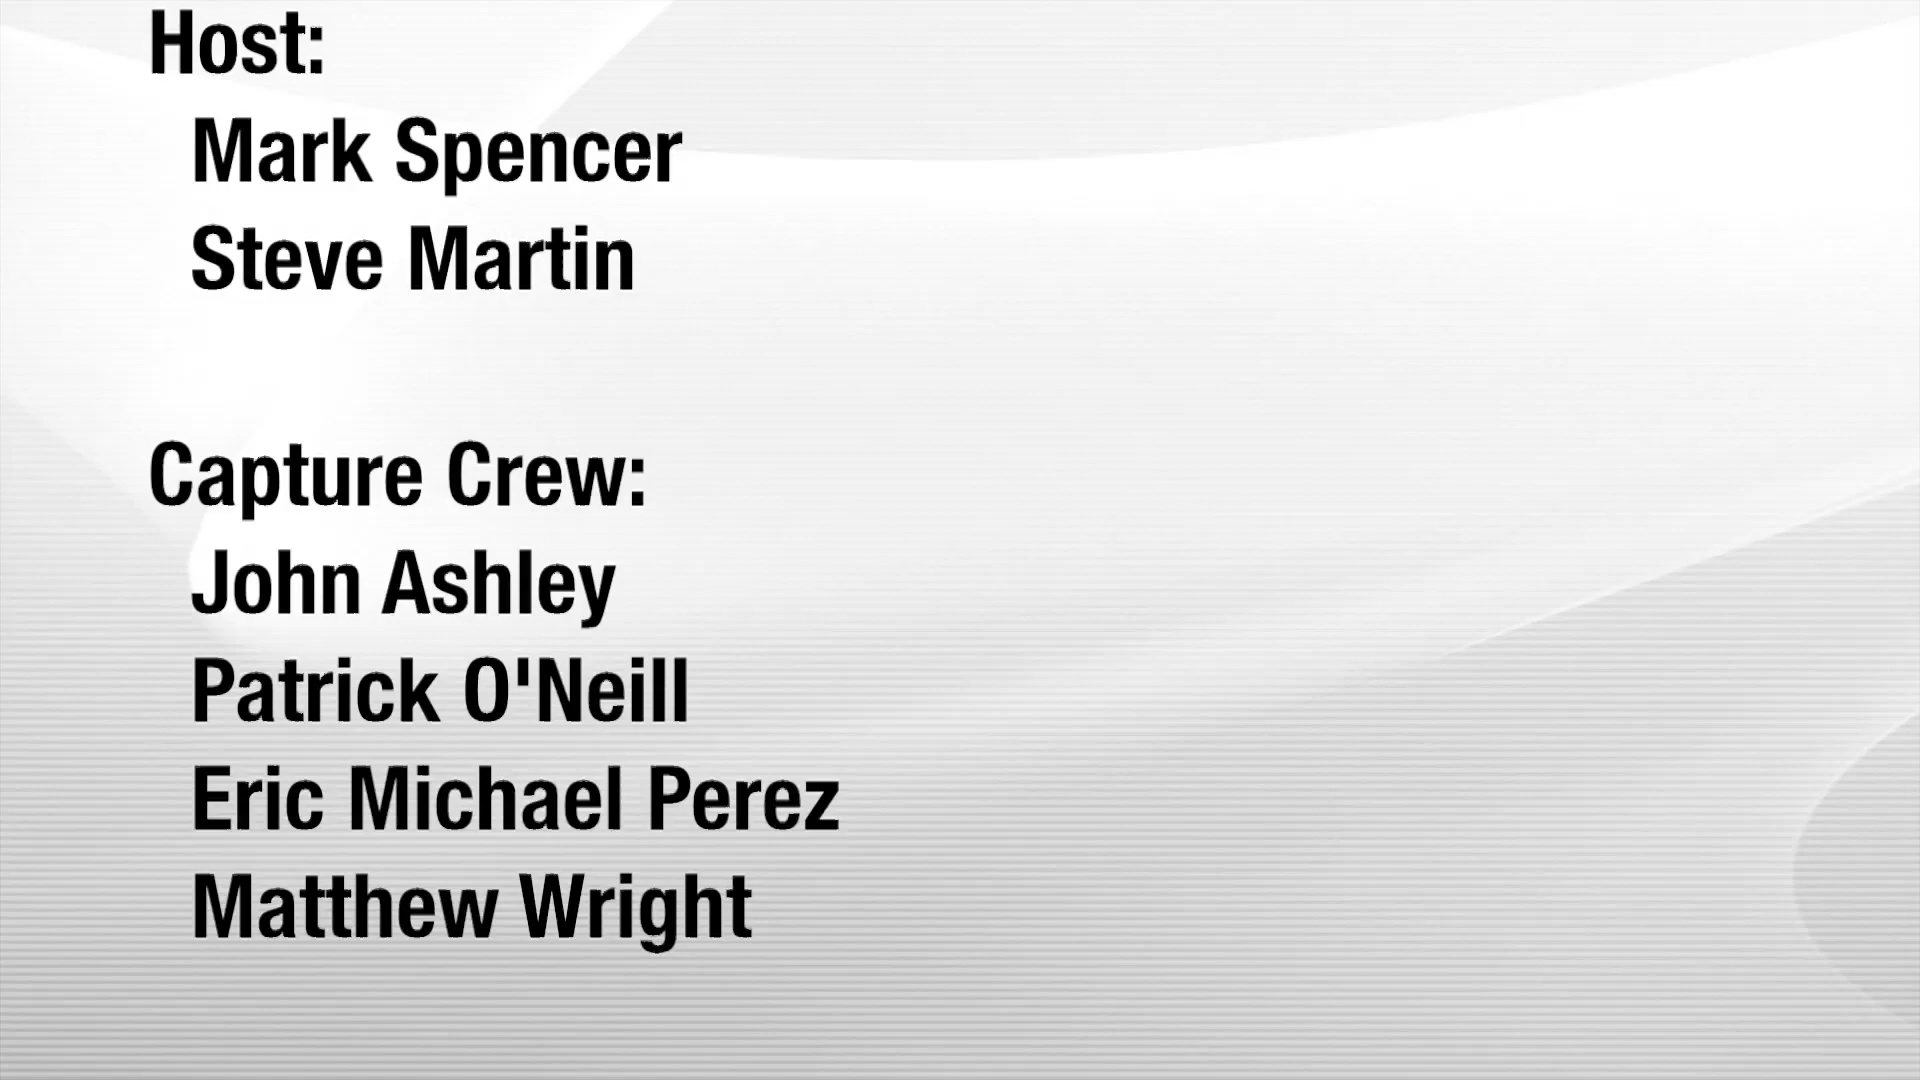 Host:
Mark Spencer
Steve Martin
Capture Crew:
John Ashley
Patrick O'Neill
Eric Michael Perez
Matthew Wright